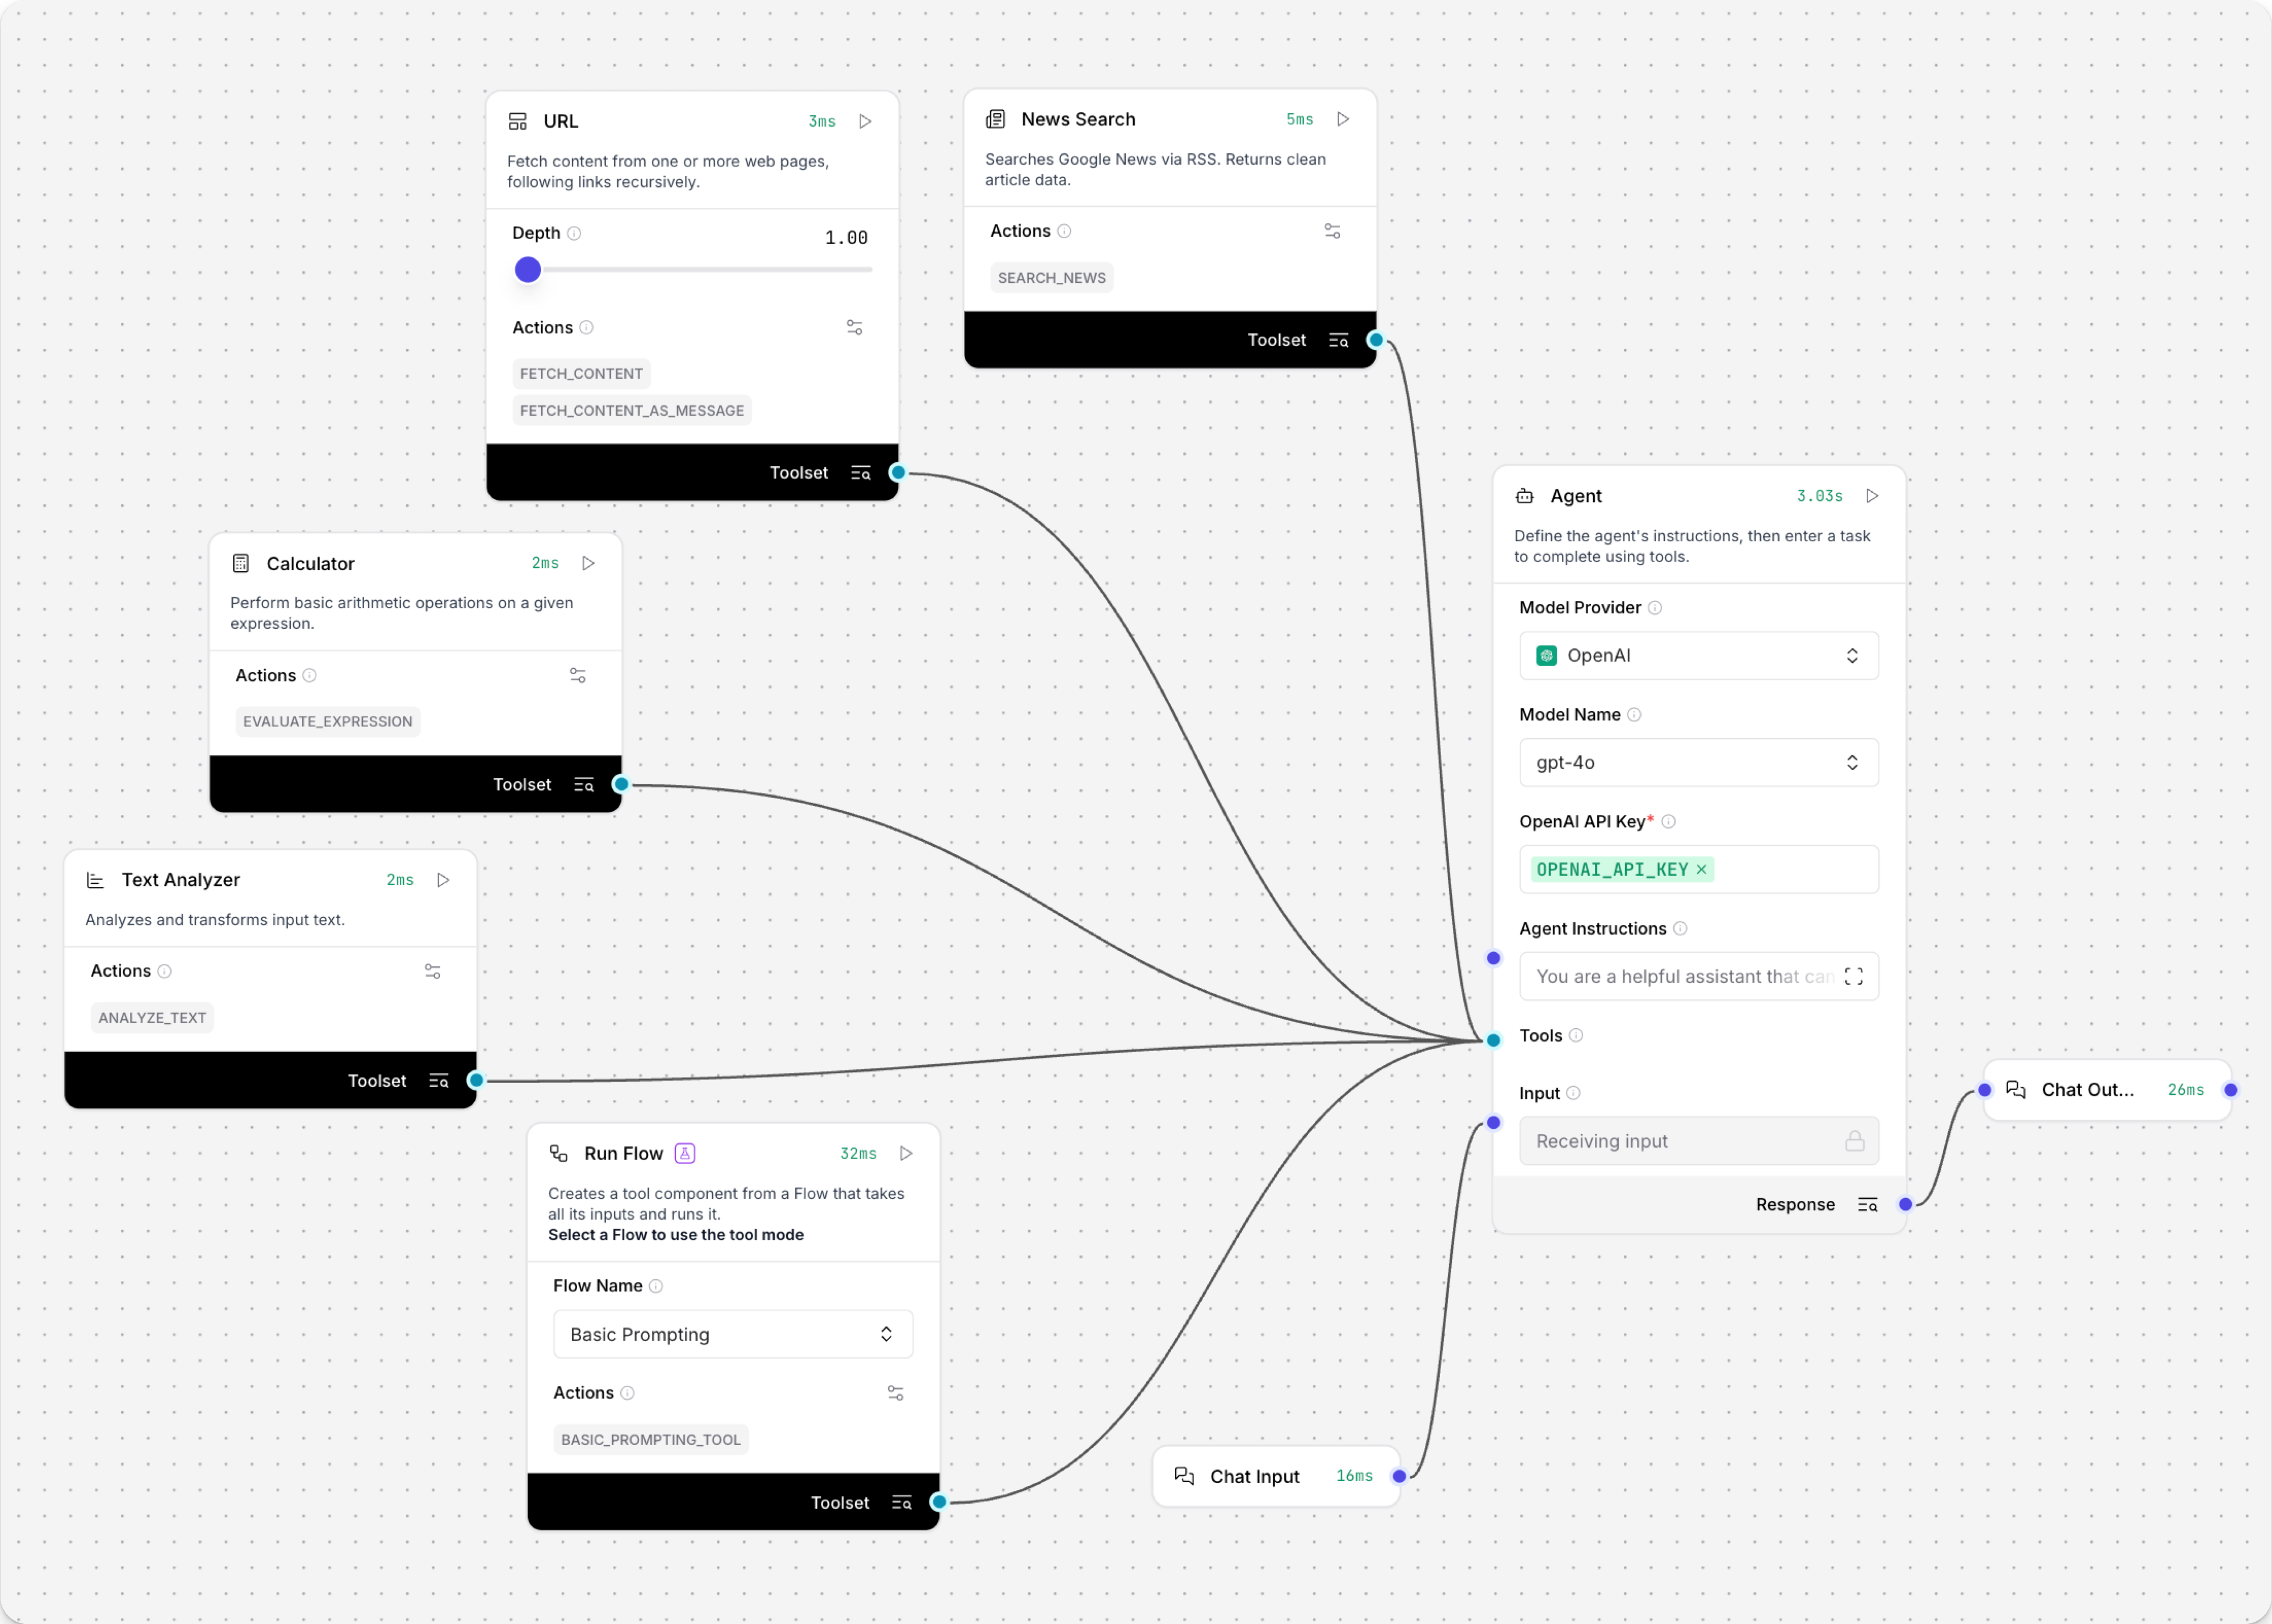 URL 3ms
Fetch content from one or more web pages,
following links recursively.
Depth 1.00
Actions
FETCH_CONTENT
FETCH_CONTENT_AS_MESSAGE
Toolset
News Search 5ms
Searches Google News via RSS. Returns clean
article data.
Actions
SEARCH_NEWS
Toolset
Calculator 2ms
Perform basic arithmetic operations on a given
expression.
Actions
EVALUATE_EXPRESSION
Toolset
Text Analyzer 2ms
Analyzes and transforms input text.
Actions
ANALYZE_TEXT
Toolset
Run Flow 32ms
Creates a tool component from a Flow that takes
all its inputs and runs it.
Select a Flow to use the tool mode
Flow Name
Basic Prompting
Actions
BASIC_PROMPTING_TOOL
Toolset
Chat Input 16ms
Agent 3.03s
Define the agent's instructions, then enter a task
to complete using tools.
Model Provider
OpenAI
Model Name
gpt-4o
OpenAI API Key*
OPENAI_API_KEY ×
Agent Instructions
You are a helpful assistant that can
Tools
Input
Receiving input
Response
Chat Out... 26ms